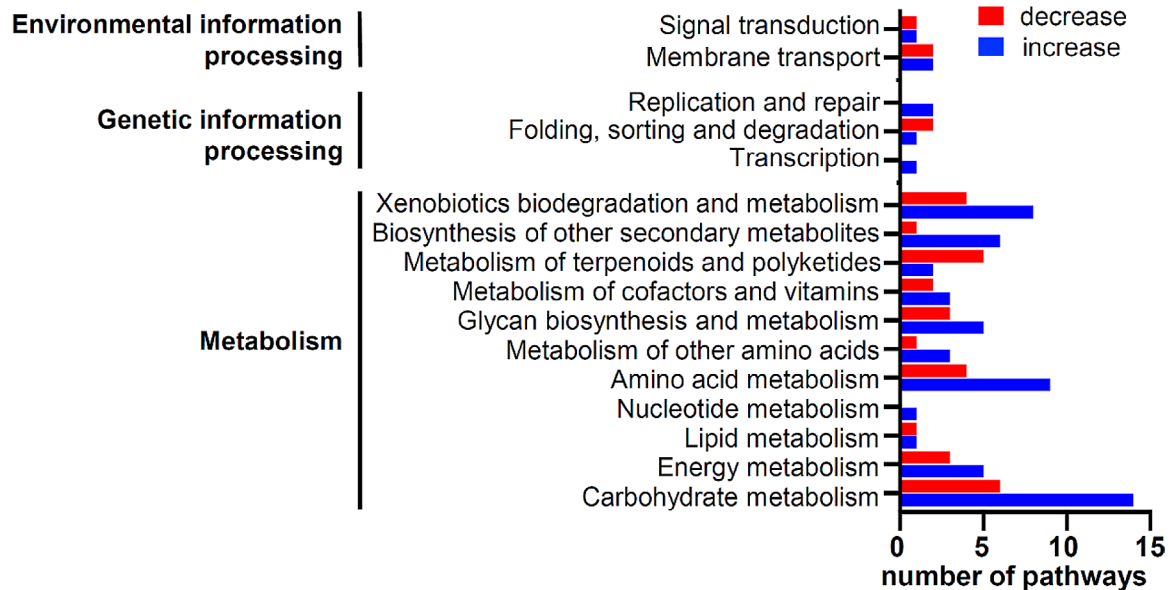 Environmental information
processing
Signal transduction
Membrane transport
decrease
increase
Genetic information
processing
Replication and repair
Folding, sorting and degradation
Transcription
Metabolism
Xenobiotics biodegradation and metabolism
Biosynthesis of other secondary metabolites
Metabolism of terpenoids and polyketides
Metabolism of cofactors and vitamins
Glycan biosynthesis and metabolism
Metabolism of other amino acids
Amino acid metabolism
Nucleotide metabolism
Lipid metabolism
Energy metabolism
Carbohydrate metabolism
0 5 10 15
number of pathways